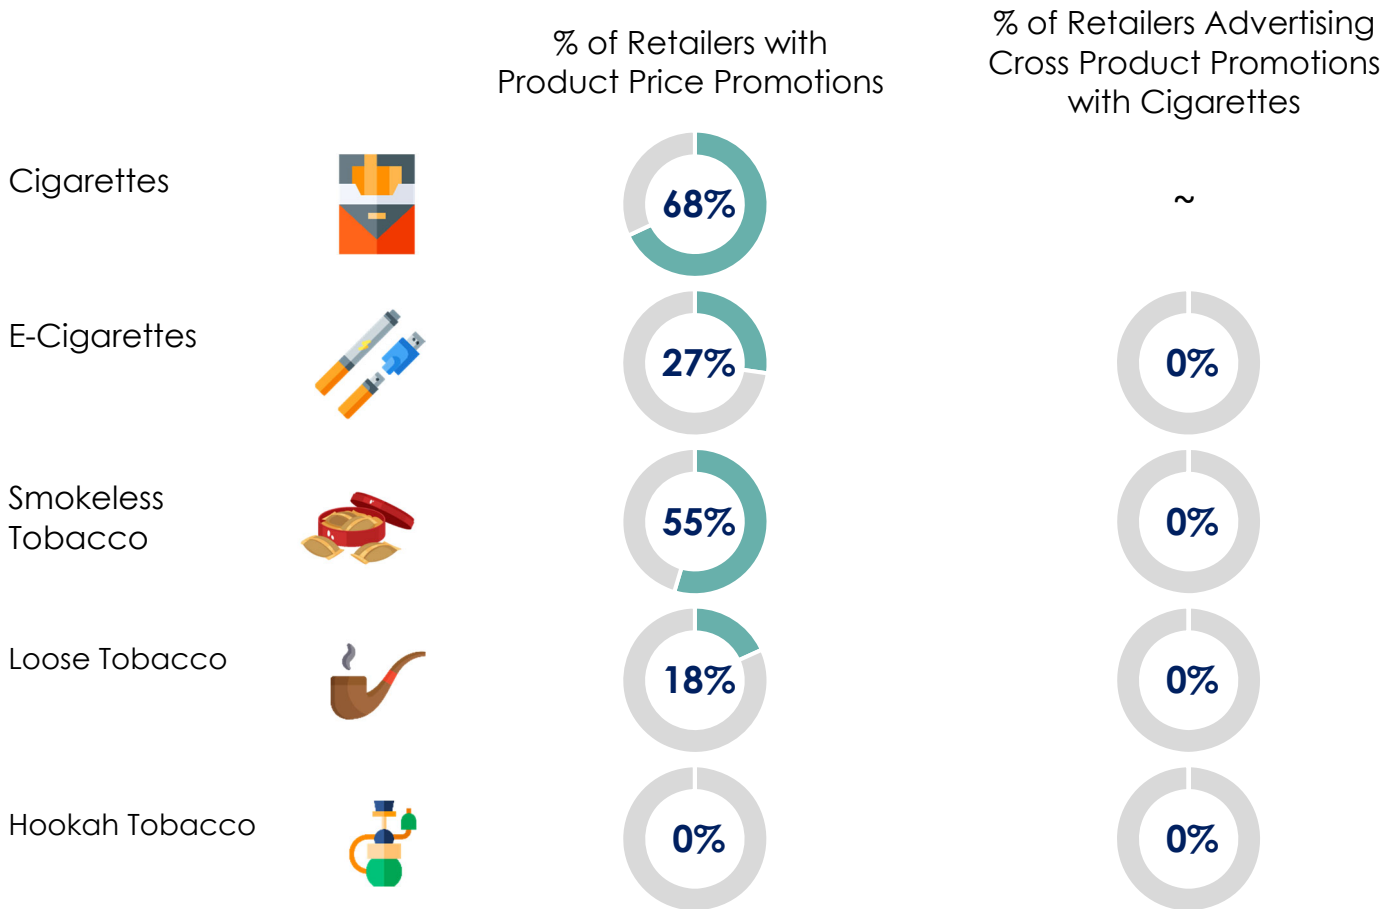 % of Retailers with
Product Price Promotions
% of Retailers Advertising
Cross Product Promotions
with Cigarettes
Cigarettes
68%
~
E-Cigarettes
27%
0%
Smokeless
Tobacco
55%
0%
Loose Tobacco
18%
0%
Hookah Tobacco
0%
0%